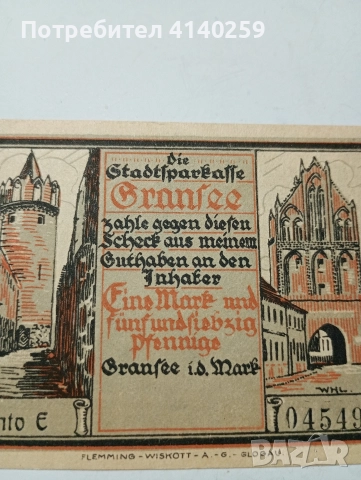 Потребител 4140259
Die
Stadtsparkasse
Gransee
zahle gegen diesen
Scheck aus meinem
Guthaben an den
Inhaber
Eine Mark und
fünfundsiebzig
Pfennige
Gransee i.d. Mark
WHL.
nto E
04549
FLEMMING-WISKOTT-A.-G.-GLOGAU
BAZAR